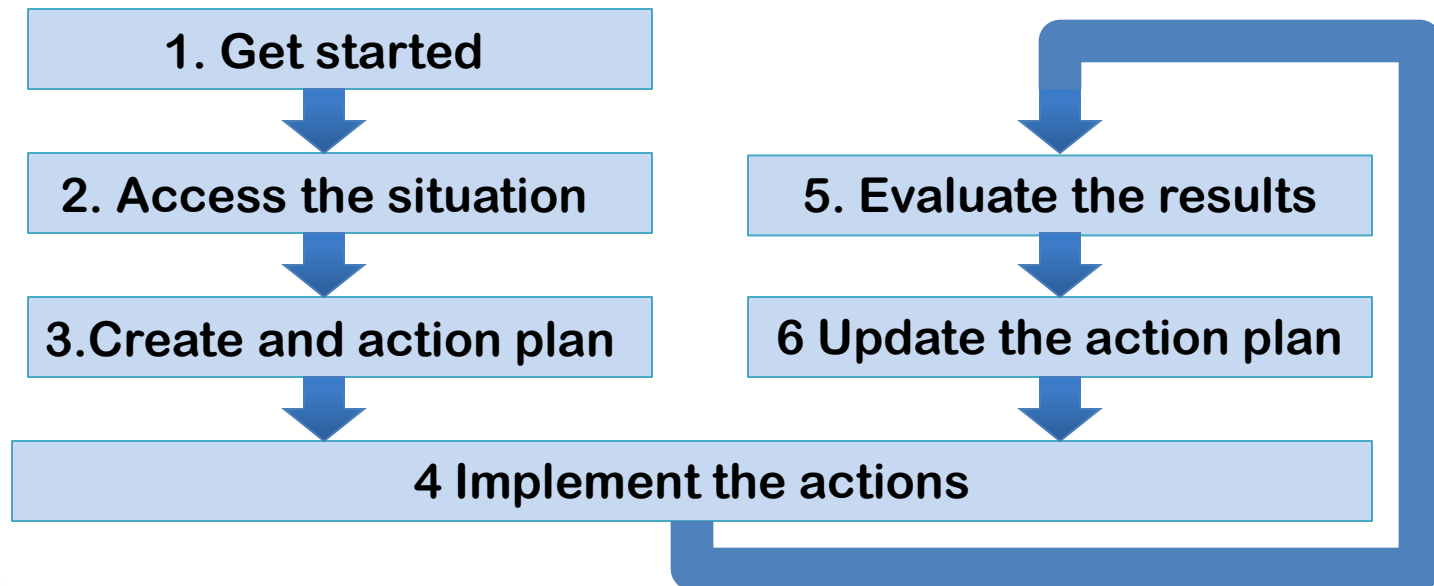 1. Get started
2. Access the situation
3.Create and action plan
4 Implement the actions
5. Evaluate the results
6 Update the action plan